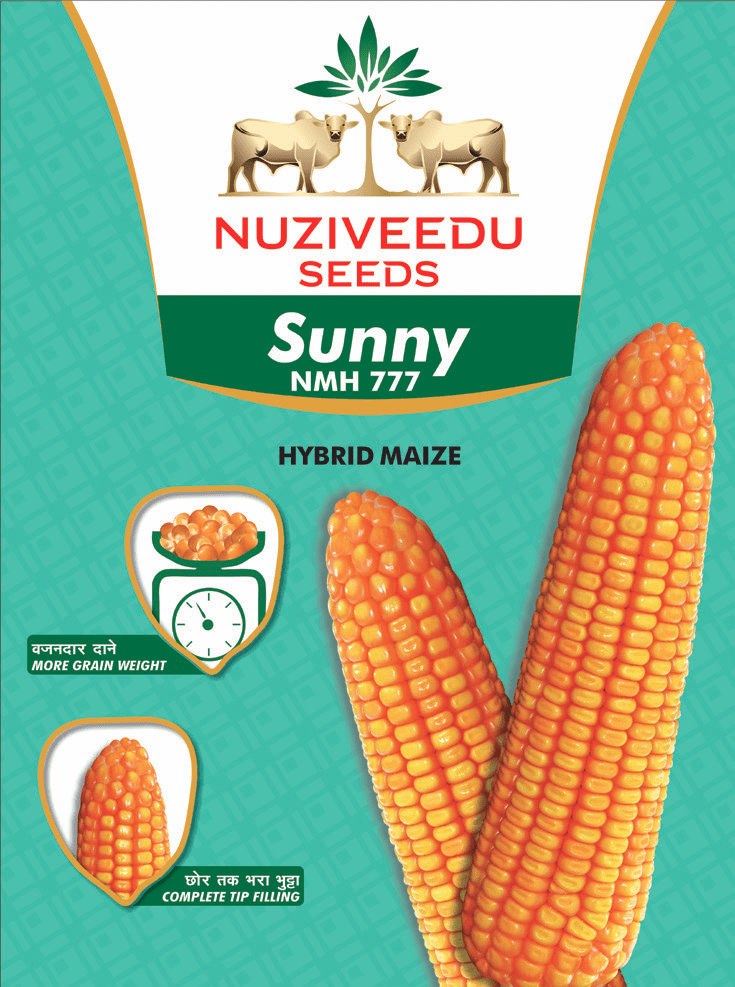 NUZIVEEDU
SEEDS
Sunny
NMH 777
HYBRID MAIZE
वजनदार दाने
MORE GRAIN WEIGHT
छोर तक भरा भुट्टा
COMPLETE TIP FILLING